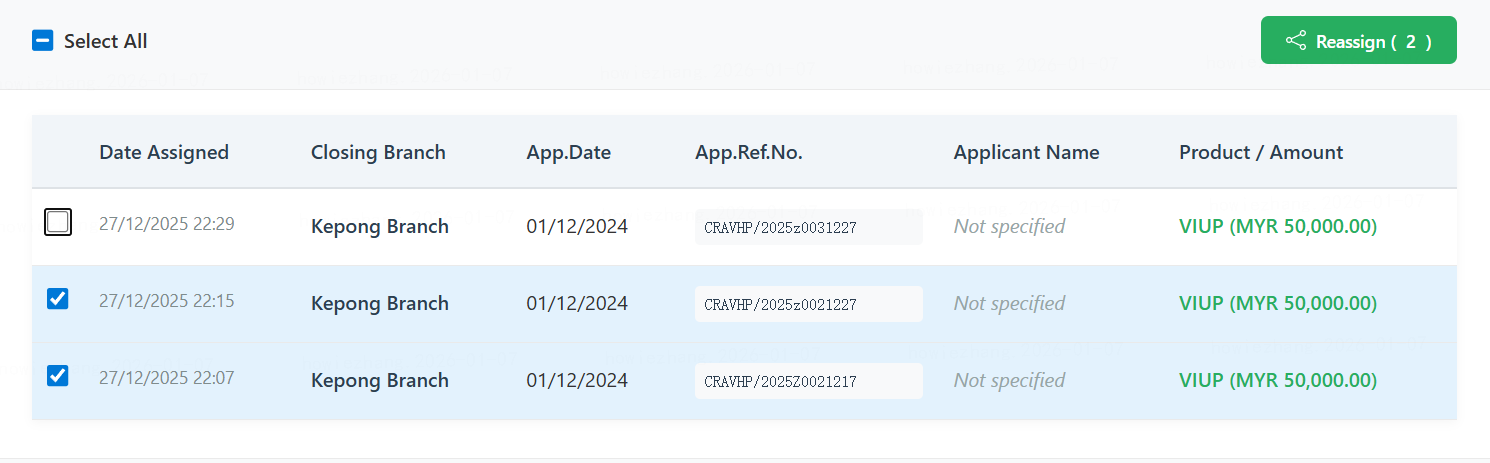 Select All
Reassign ( 2 )
Date Assigned Closing Branch App.Date App.Ref.No. Applicant Name Product / Amount
27/12/2025 22:29 Kepong Branch 01/12/2024 CRAVHP/2025z0031227 Not specified VIUP (MYR 50,000.00)
27/12/2025 22:15 Kepong Branch 01/12/2024 CRAVHP/2025z0021227 Not specified VIUP (MYR 50,000.00)
27/12/2025 22:07 Kepong Branch 01/12/2024 CRAVHP/2025Z0021217 Not specified VIUP (MYR 50,000.00)